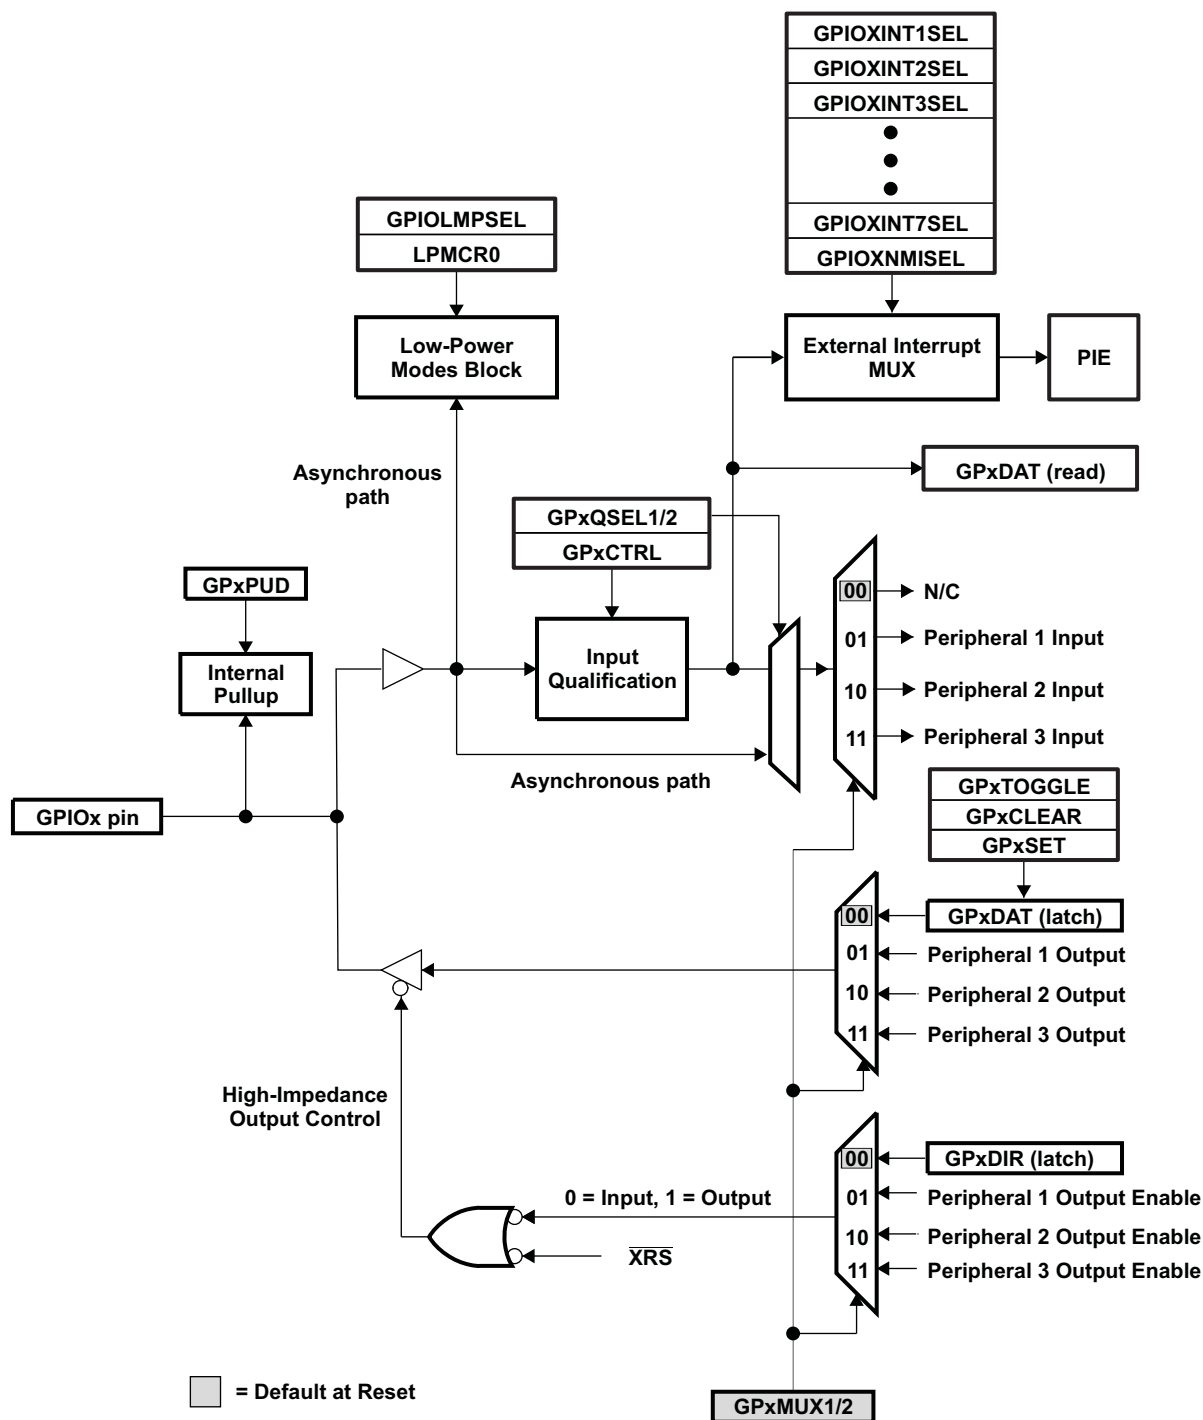 GPIOXINT1SEL
GPIOXINT2SEL
GPIOXINT3SEL
GPIOXINT7SEL
GPIOXNMISEL
GPIOLMPSEL
LPMCR0
Low-Power
Modes Block
External Interrupt
MUX
PIE
Asynchronous
path
GPxDAT (read)
GPxQSEL1/2
GPxCTRL
GPxPUD
Internal
Pullup
Input
Qualification
00
N/C
01
Peripheral 1 Input
10
Peripheral 2 Input
11
Peripheral 3 Input
Asynchronous path
GPIOx pin
GPxTOGGLE
GPxCLEAR
GPxSET
00
GPxDAT (latch)
01
Peripheral 1 Output
10
Peripheral 2 Output
11
Peripheral 3 Output
High-Impedance
Output Control
00
GPxDIR (latch)
0 = Input, 1 = Output
01
Peripheral 1 Output Enable
10
Peripheral 2 Output Enable
11
Peripheral 3 Output Enable
X̅R̅S̅
= Default at Reset
GPxMUX1/2